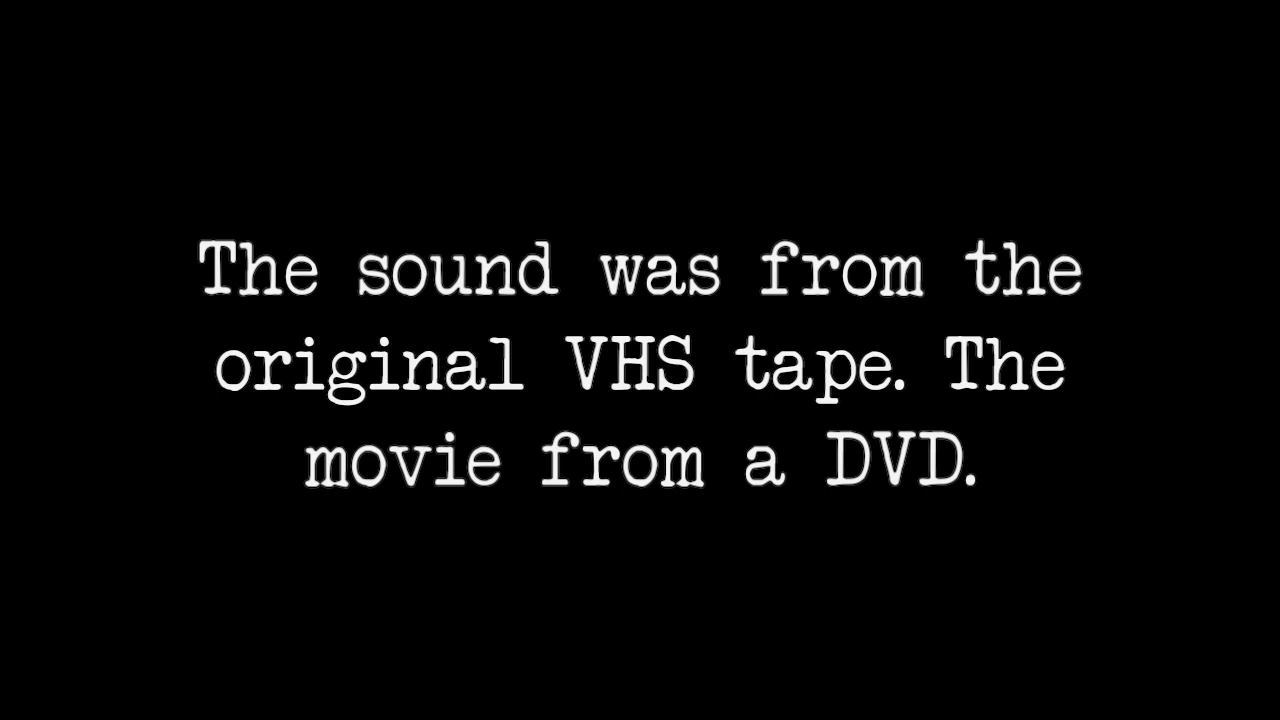 The sound was from the
original VHS tape. The
movie from a DVD.